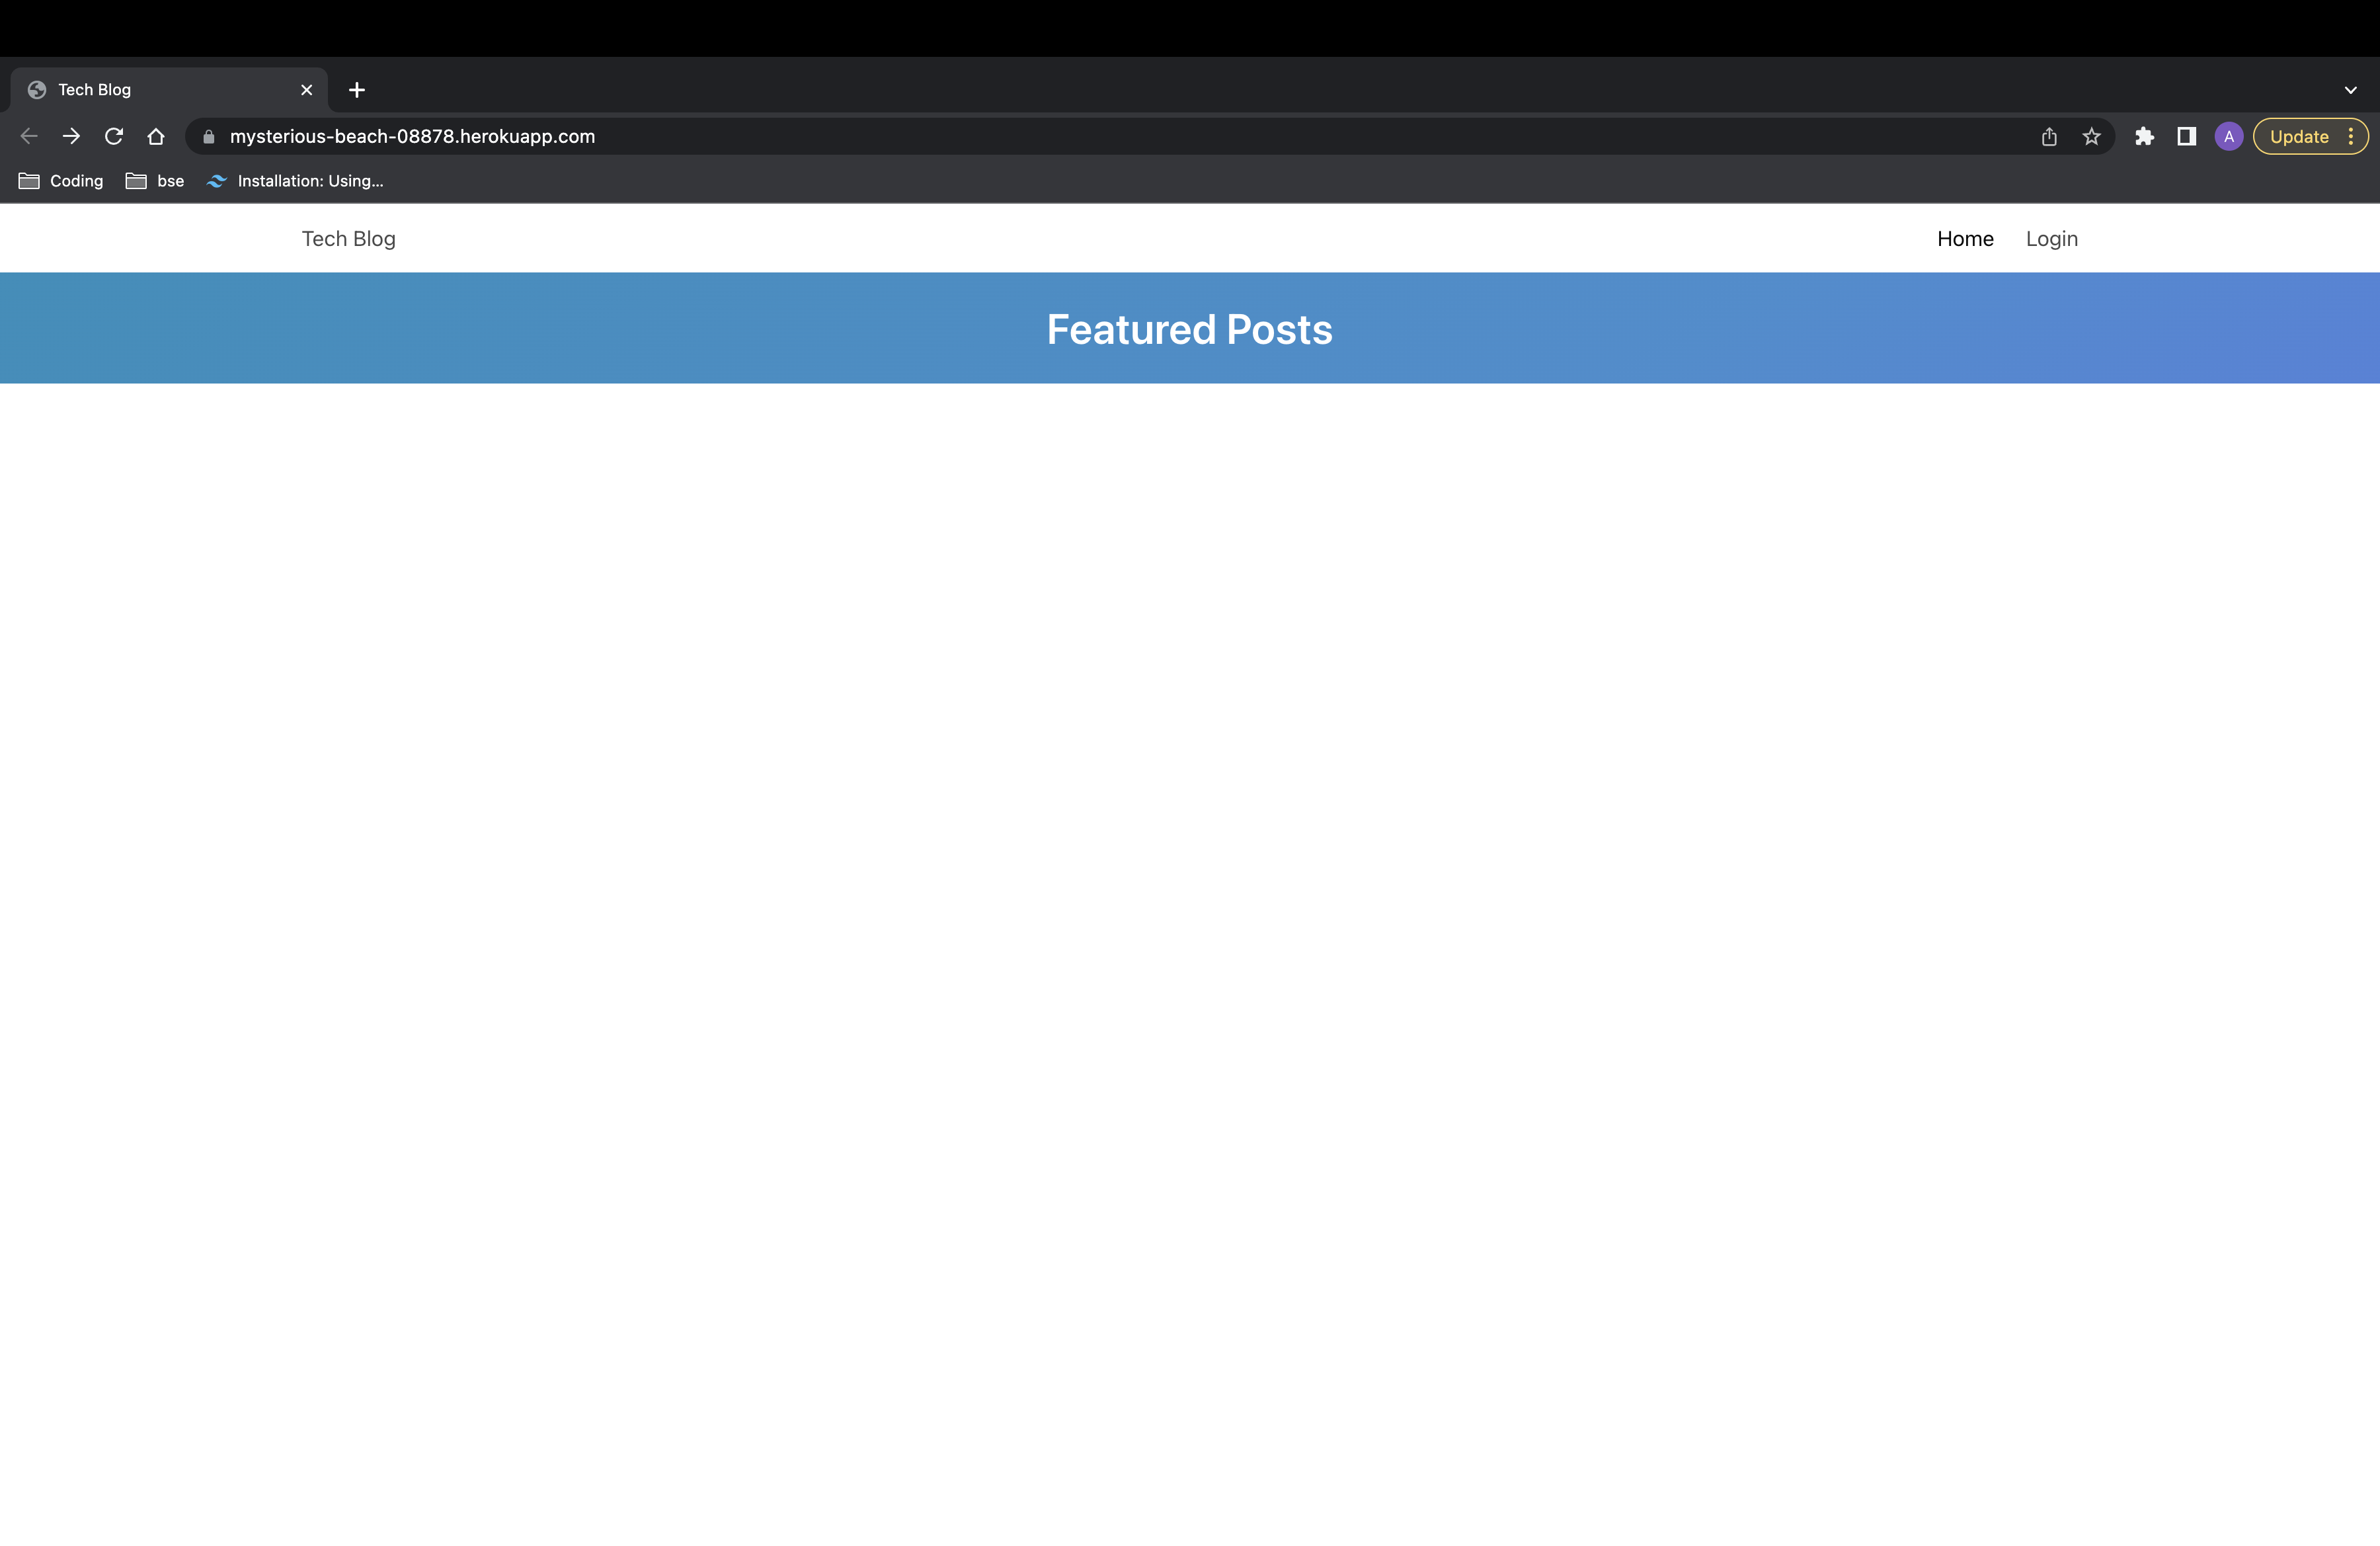 Tech Blog
mysterious-beach-08878.herokuapp.com
A
Update
Coding
bse
Installation: Using...
Tech Blog
Home
Login
Featured Posts